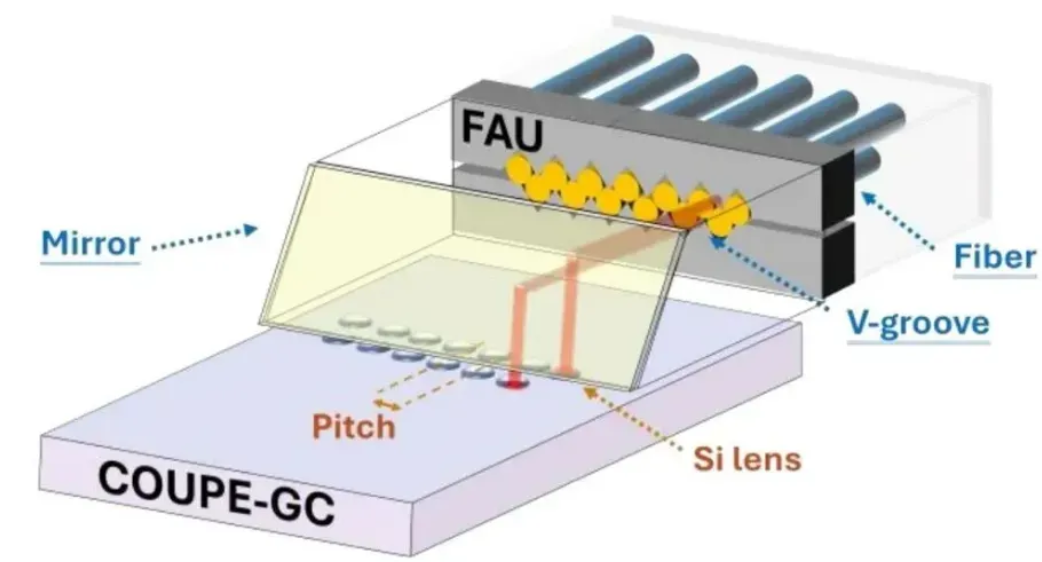 FAU
Mirror
Fiber
V-groove
Pitch
Si lens
COUPE-GC